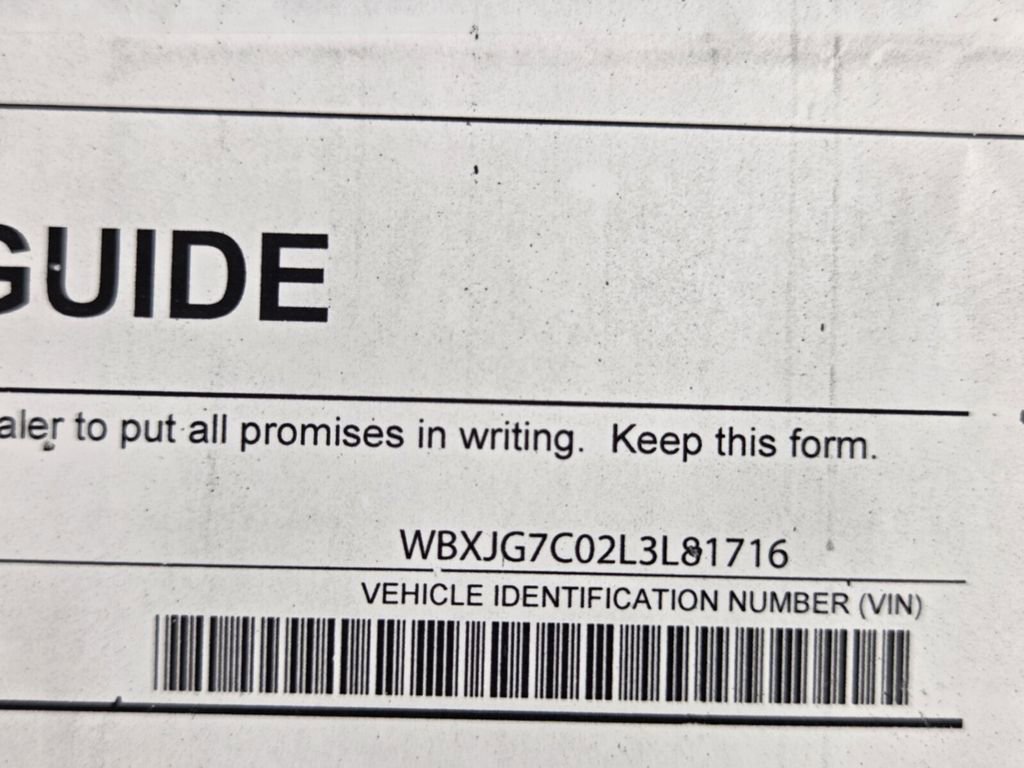 GUIDE
aler to put all promises in writing. Keep this form.
WBXJG7C02L3L81716
VEHICLE IDENTIFICATION NUMBER (VIN)